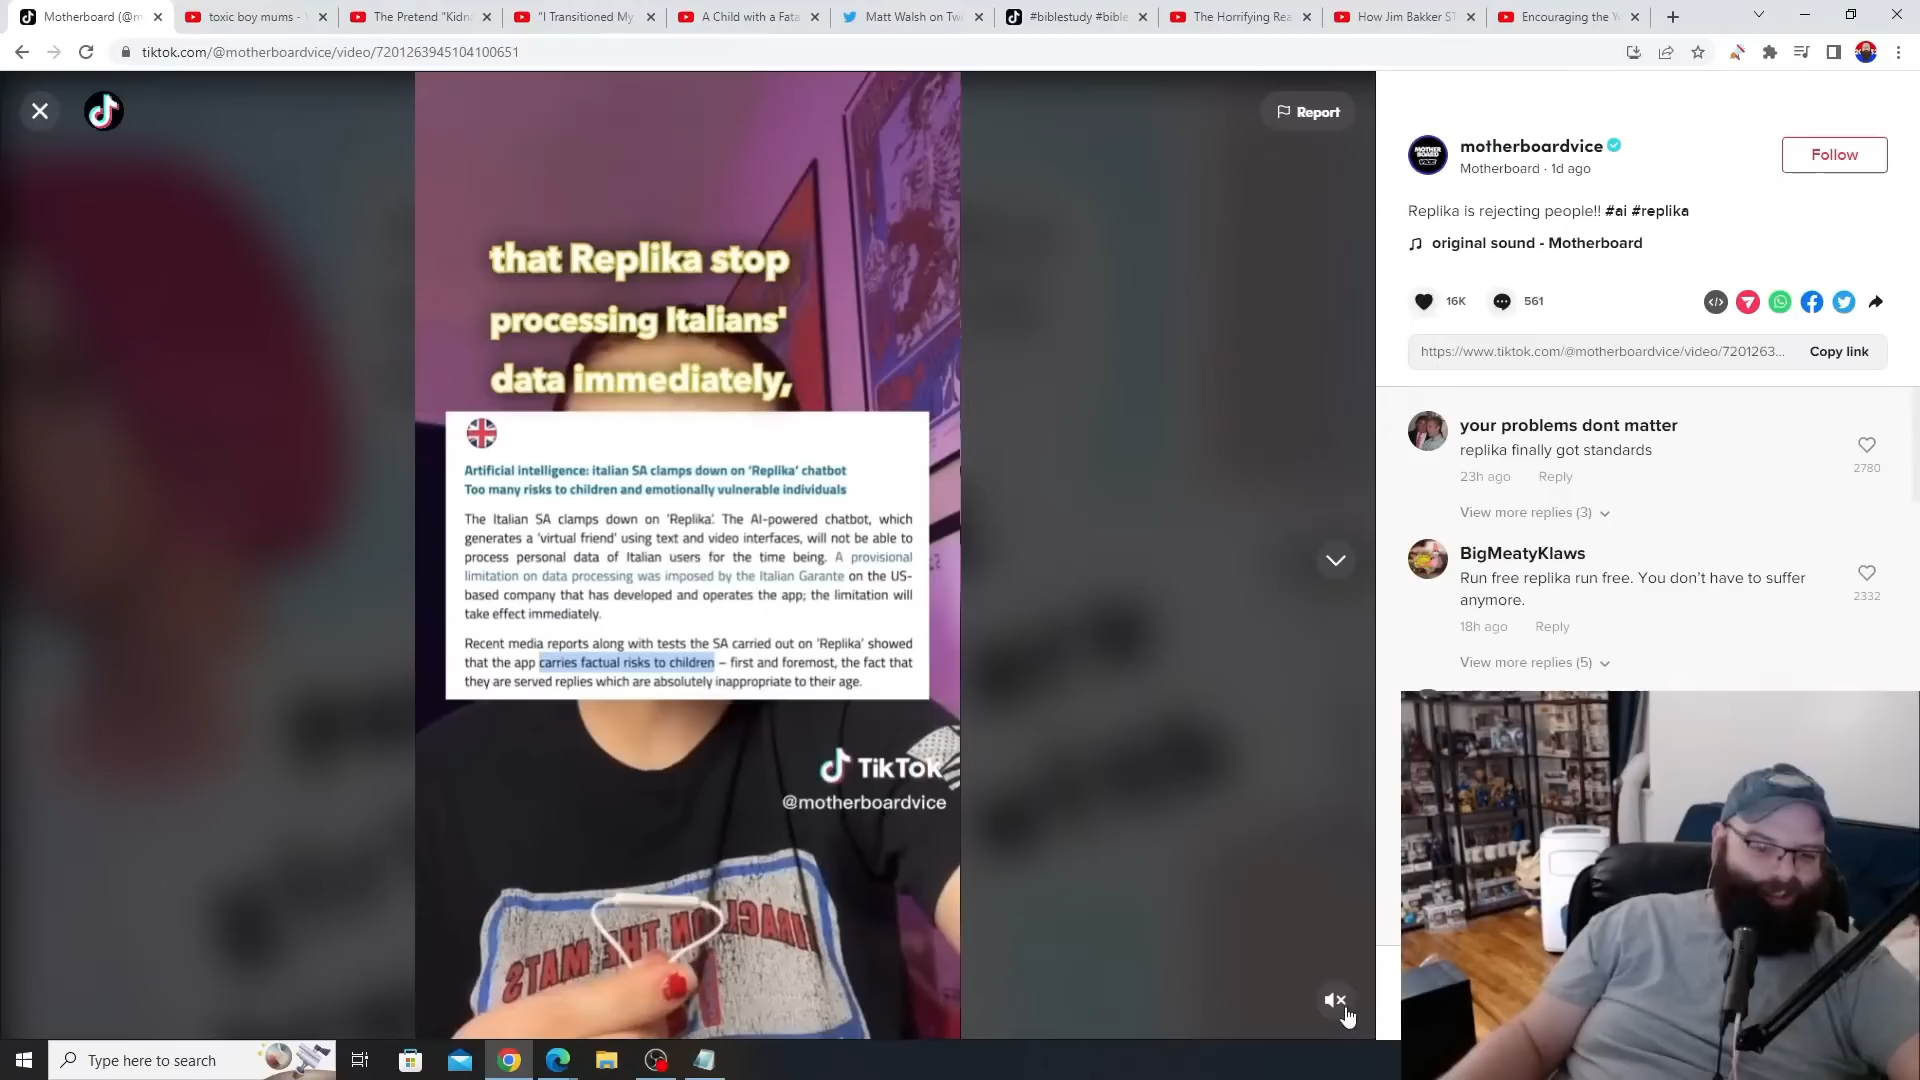 Motherboard (@m
toxic boy mums -
The Pretend "Kidn
"I Transitioned My
A Child with a Fata
Matt Walsh on Tw
#biblestudy #bible
The Horrifying Rea
How Jim Bakker ST
Encouraging the Y
tiktok.com/@motherboardvice/video/7201263945104100651
Report
that Replika stop
processing Italians'
data immediately,
Artificial intelligence: italian SA clamps down on 'Replika' chatbot
Too many risks to children and emotionally vulnerable individuals
The Italian SA clamps down on 'Replika'. The AI-powered chatbot, which
generates a 'virtual friend' using text and video interfaces, will not be able to
process personal data of Italian users for the time being. A provisional
limitation on data processing was imposed by the Italian Garante on the US-
based company that has developed and operates the app; the limitation will
take effect immediately.
Recent media reports along with tests the SA carried out on 'Replika' showed
that the app carries factual risks to children – first and foremost, the fact that
they are served replies which are absolutely inappropriate to their age.
TikTok
@motherboardvice
ON THE MATS
MOTHER
BOARD
VICE
motherboardvice
Motherboard · 1d ago
Follow
Replika is rejecting people!! #ai #replika
original sound - Motherboard
16K
561
https://www.tiktok.com/@motherboardvice/video/7201263...
Copy link
your problems dont matter
replika finally got standards
23h ago
Reply
2780
View more replies (3)
BigMeatyKlaws
Run free replika run free. You don't have to suffer
anymore.
2332
18h ago
Reply
View more replies (5)
Type here to search